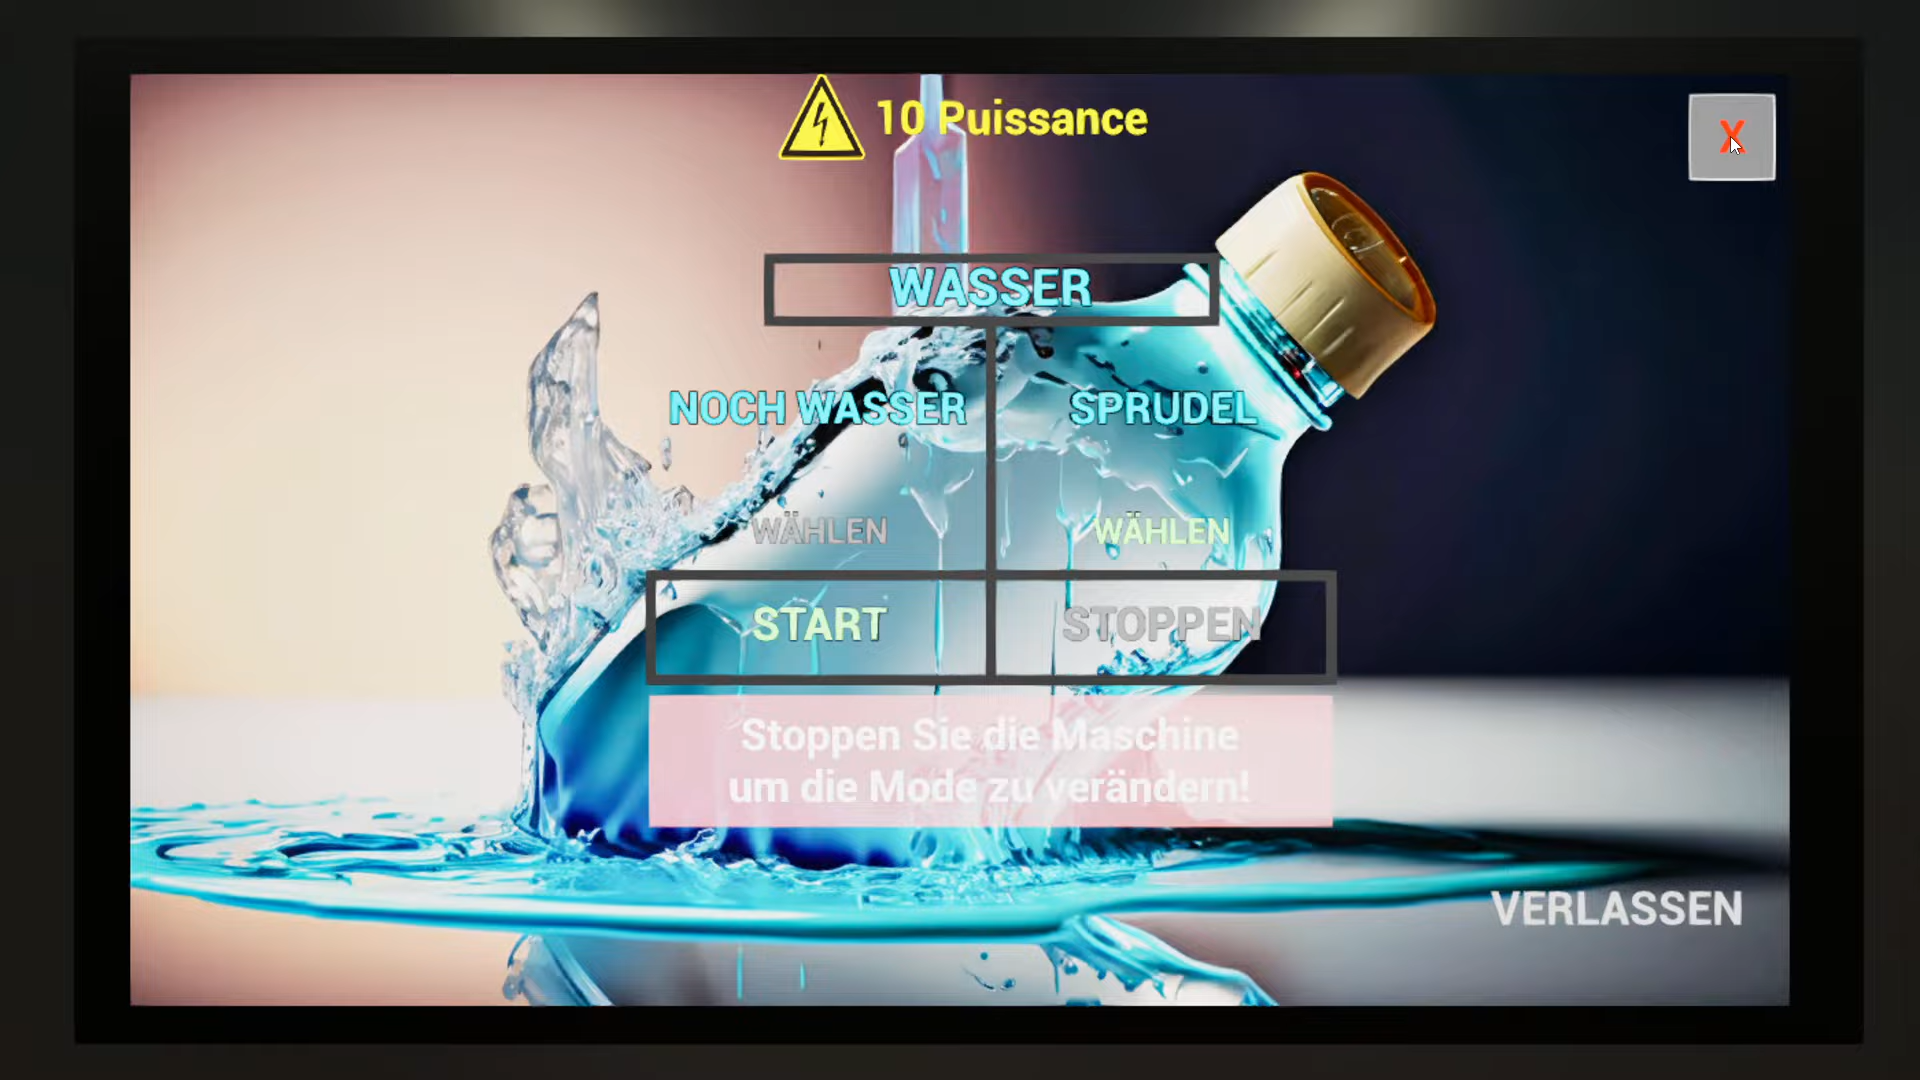 10 Puissance
X
WASSER
NOCH WASSER
SPRUDEL
WÄHLEN
WÄHLEN
START
STOPPEN
Stoppen Sie die Maschine
um die Mode zu verändern!
VERLASSEN